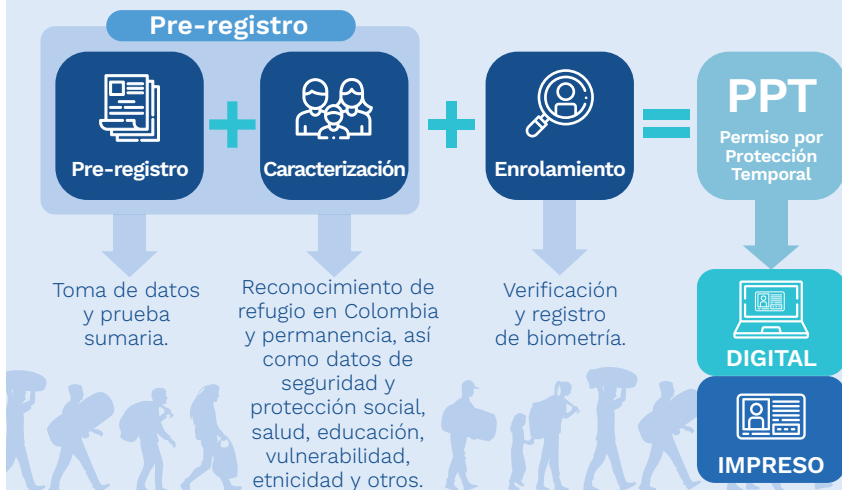 Pre-registro
Pre-registro
Caracterización
Enrolamiento
PPT
Permiso por
Protección
Temporal
Toma de datos
y prueba
sumaria.
Reconocimiento de
refugio en Colombia
y permanencia, así
como datos de
seguridad y
protección social,
salud, educación,
vulnerabilidad,
etnicidad y otros.
Verificación
y registro
de biometría.
DIGITAL
IMPRESO